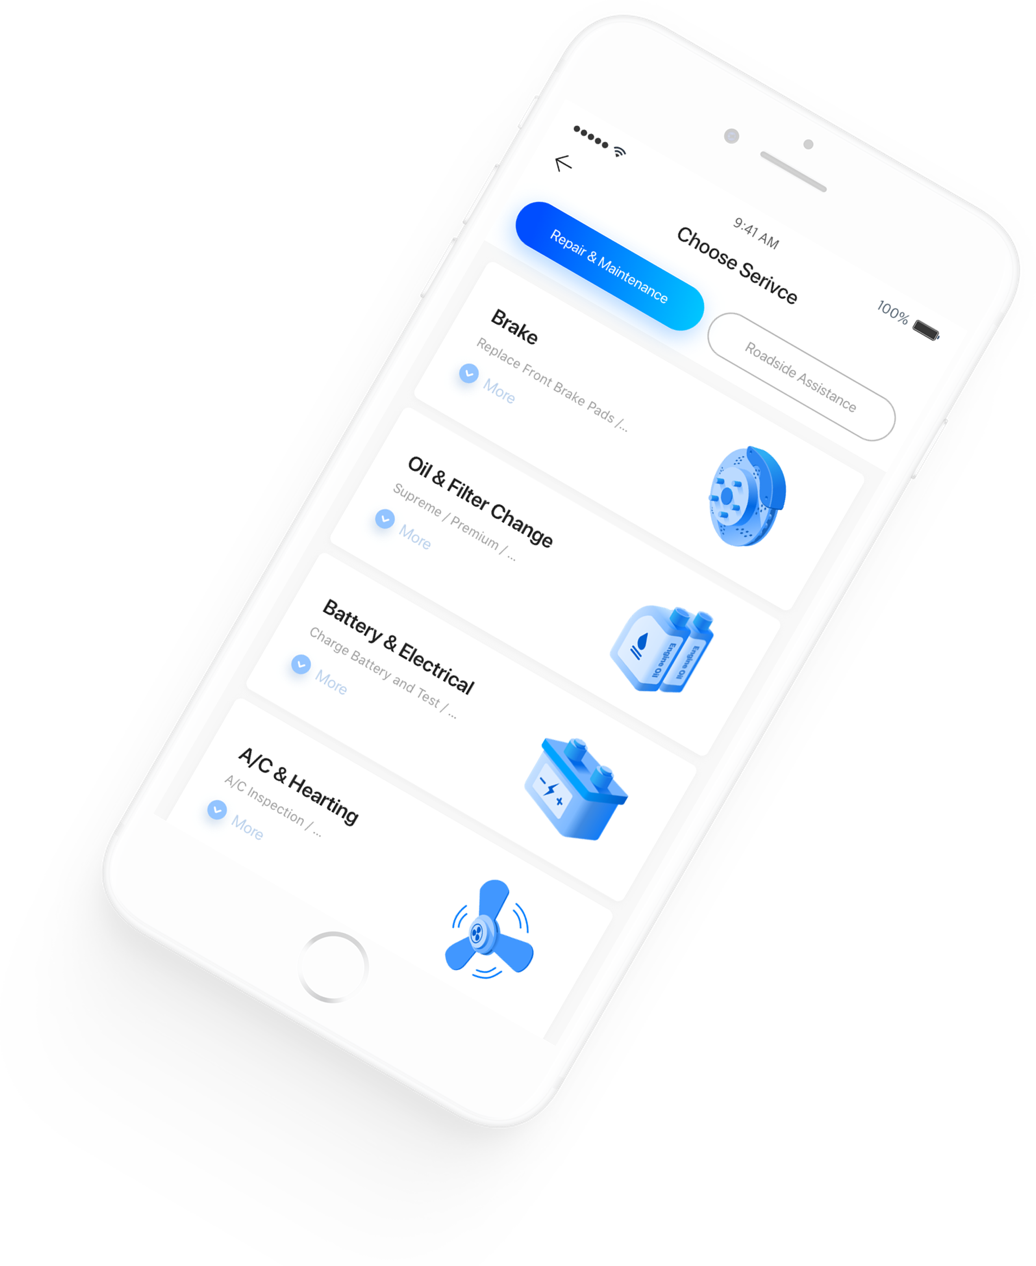 9:41 AM
100%
Choose Serivce
Repair & Maintenance
Roadside Assistance
Brake
Replace Front Brake Pads /...
More
Oil & Filter Change
Supreme / Premium / ...
More
Engine Oil
Engine Oil
Battery & Electrical
Charge Battery and Test / ...
More
A/C & Hearting
A/C Inspection / ...
More